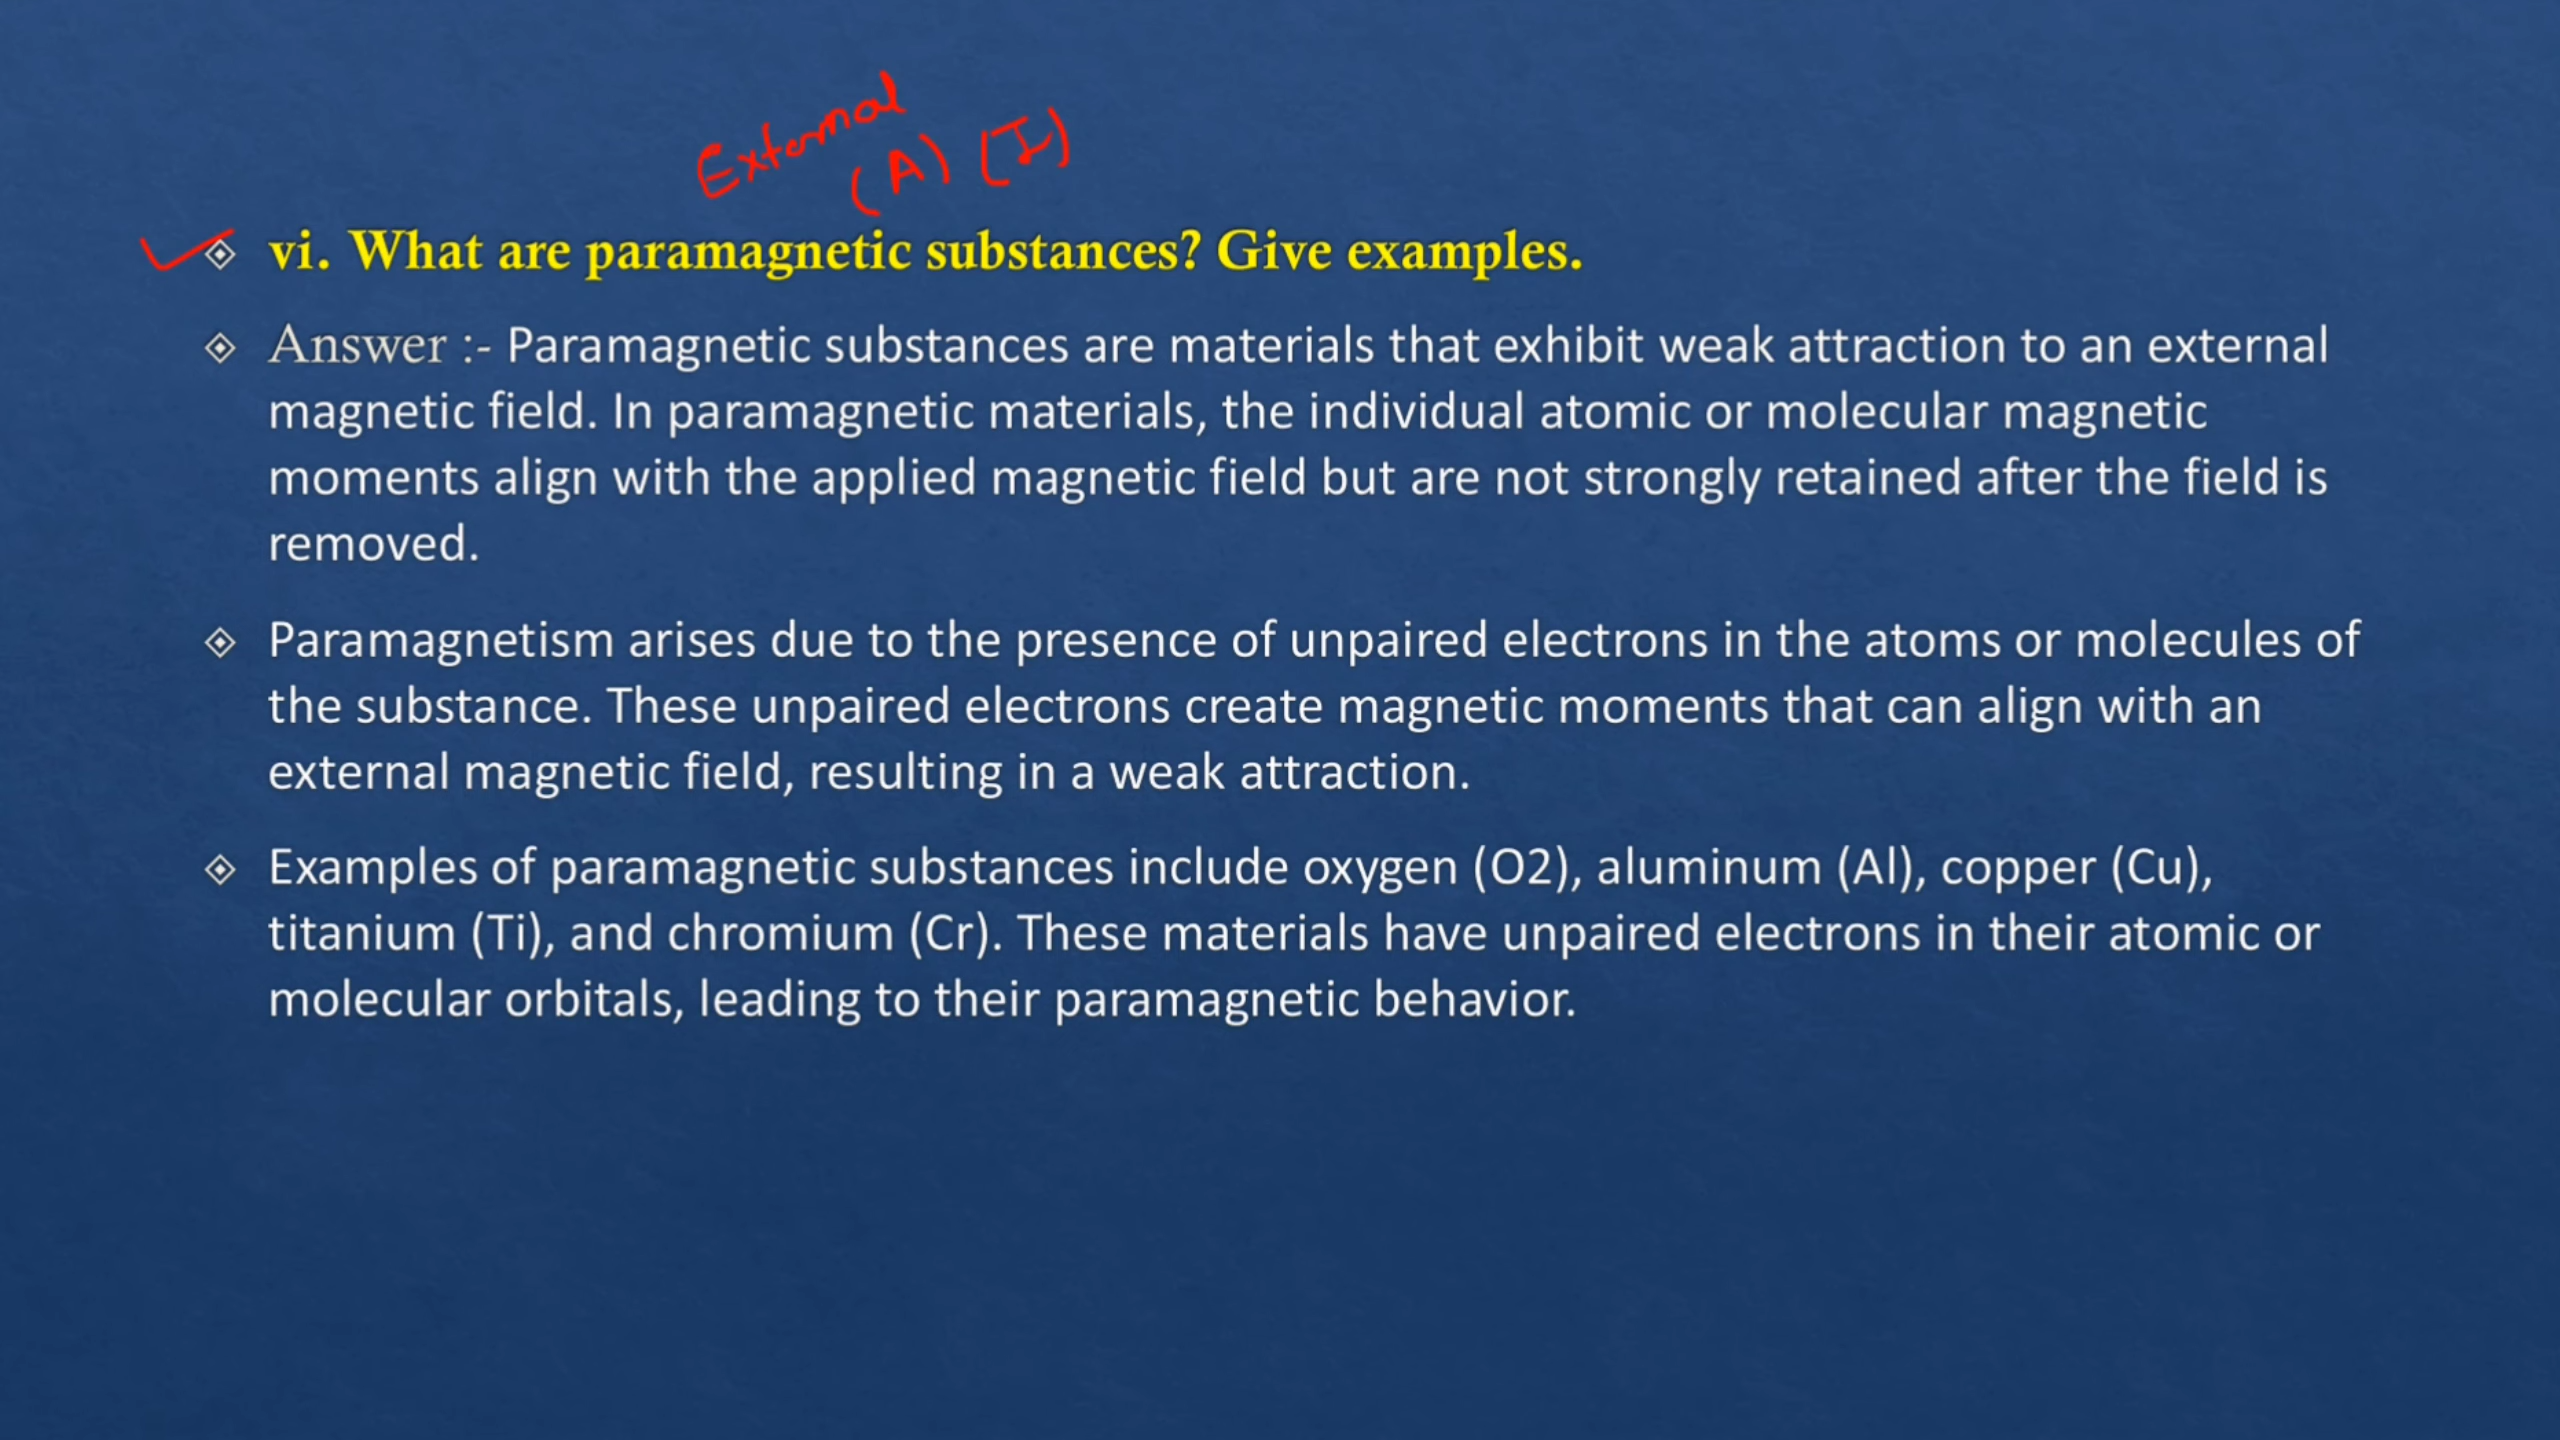 External
(A) (I)
vi. What are paramagnetic substances? Give examples.
Answer :- Paramagnetic substances are materials that exhibit weak attraction to an external
magnetic field. In paramagnetic materials, the individual atomic or molecular magnetic
moments align with the applied magnetic field but are not strongly retained after the field is
removed.
Paramagnetism arises due to the presence of unpaired electrons in the atoms or molecules of
the substance. These unpaired electrons create magnetic moments that can align with an
external magnetic field, resulting in a weak attraction.
Examples of paramagnetic substances include oxygen (O2), aluminum (Al), copper (Cu),
titanium (Ti), and chromium (Cr). These materials have unpaired electrons in their atomic or
molecular orbitals, leading to their paramagnetic behavior.